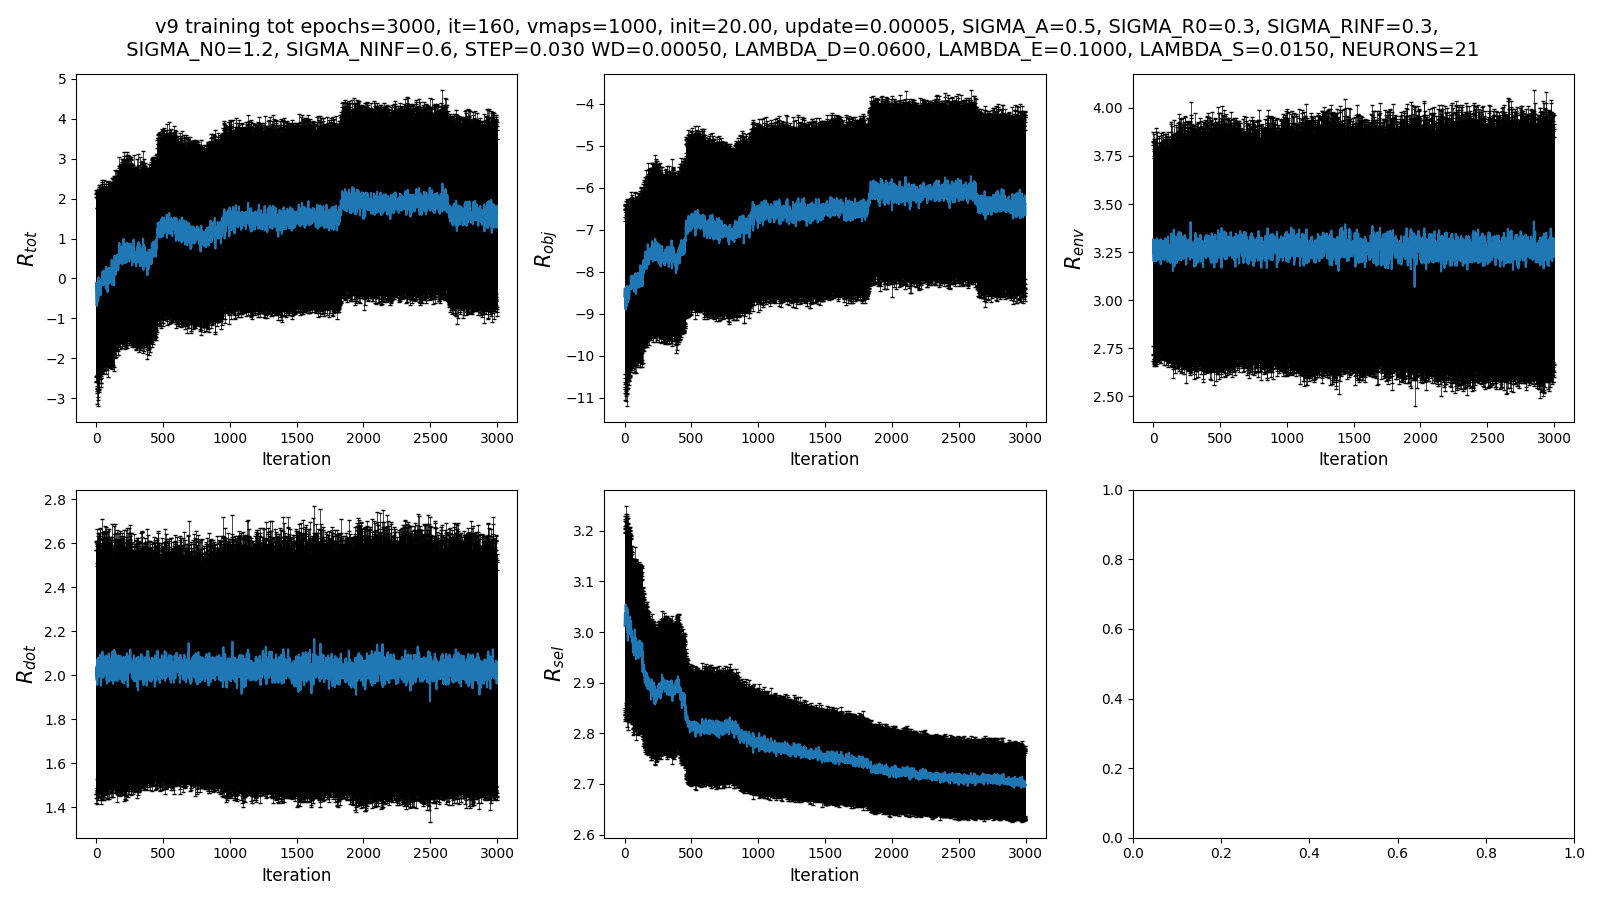 v9 training tot epochs=3000, it=160, vmaps=1000, init=20.00, update=0.00005, SIGMA_A=0.5, SIGMA_R0=0.3, SIGMA_RINF=0.3,
SIGMA_N0=1.2, SIGMA_NINF=0.6, STEP=0.030 WD=0.00050, LAMBDA_D=0.0600, LAMBDA_E=0.1000, LAMBDA_S=0.0150, NEURONS=21
R_tot
5
4
3
2
1
0
−1
−2
−3
0 500 1000 1500 2000 2500 3000
Iteration
R_obj
−4
−5
−6
−7
−8
−9
−10
−11
0 500 1000 1500 2000 2500 3000
Iteration
R_env
4.00
3.75
3.50
3.25
3.00
2.75
2.50
0 500 1000 1500 2000 2500 3000
Iteration
R_dot
2.8
2.6
2.4
2.2
2.0
1.8
1.6
1.4
0 500 1000 1500 2000 2500 3000
Iteration
R_sel
3.2
3.1
3.0
2.9
2.8
2.7
2.6
0 500 1000 1500 2000 2500 3000
Iteration
1.0
0.8
0.6
0.4
0.2
0.0
0.0 0.2 0.4 0.6 0.8 1.0